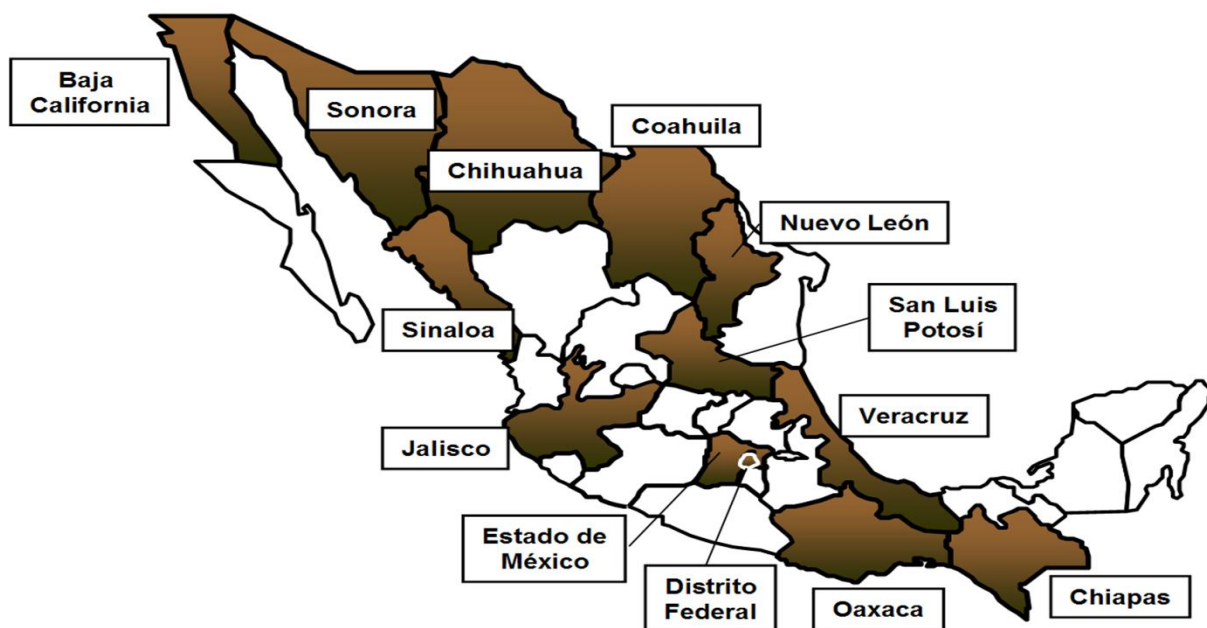 Baja
California
Sonora
Coahuila
Chihuahua
Nuevo León
San Luis
Potosí
Sinaloa
Veracruz
Jalisco
Estado de
México
Distrito
Federal
Oaxaca
Chiapas